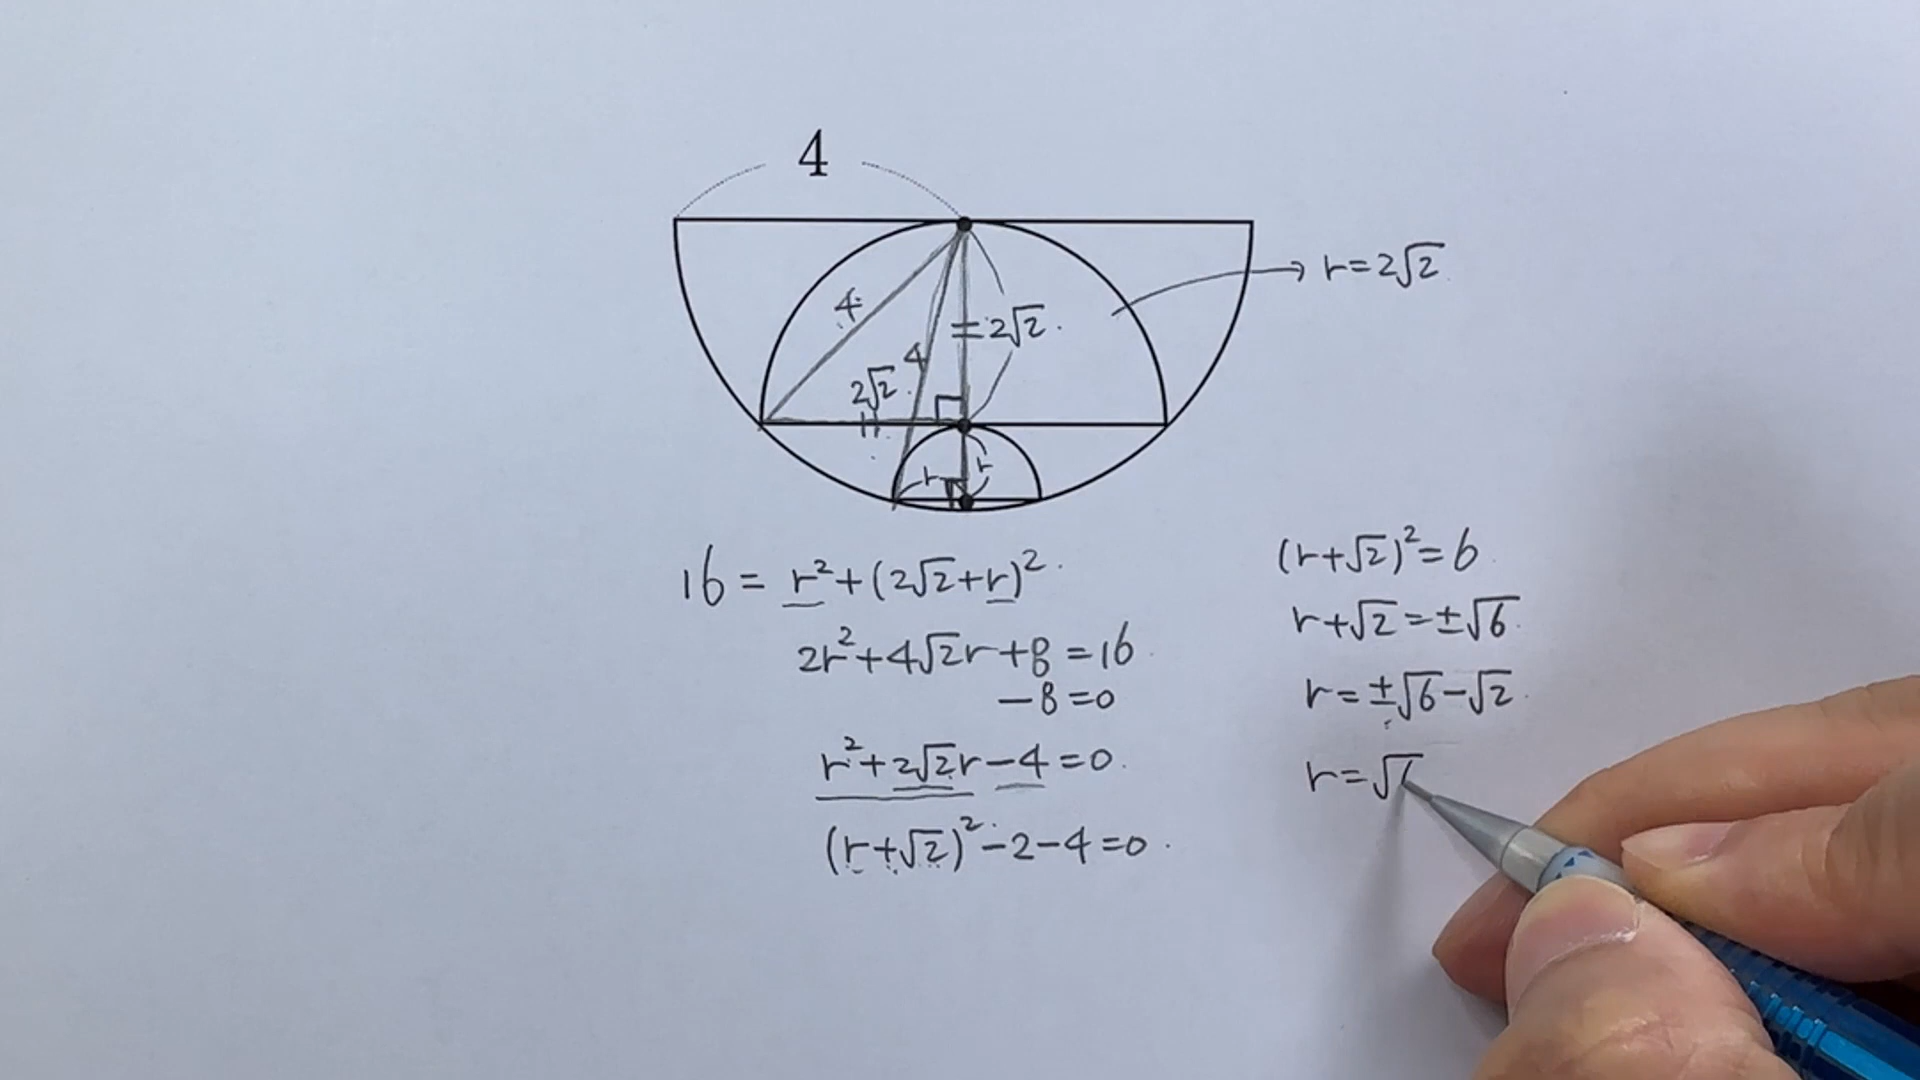 4
r=2√2
4
=2√2.
4
2√2.
r
r
16 = r²+(2√2+r)².
2r²+4√2r+8=16.
−8=0
r²+2√2r−4=0.
(r+√2)²−2−4=0.
(r+√2)²=6
r+√2=±√6.
r=±√6−√2.
r=√6